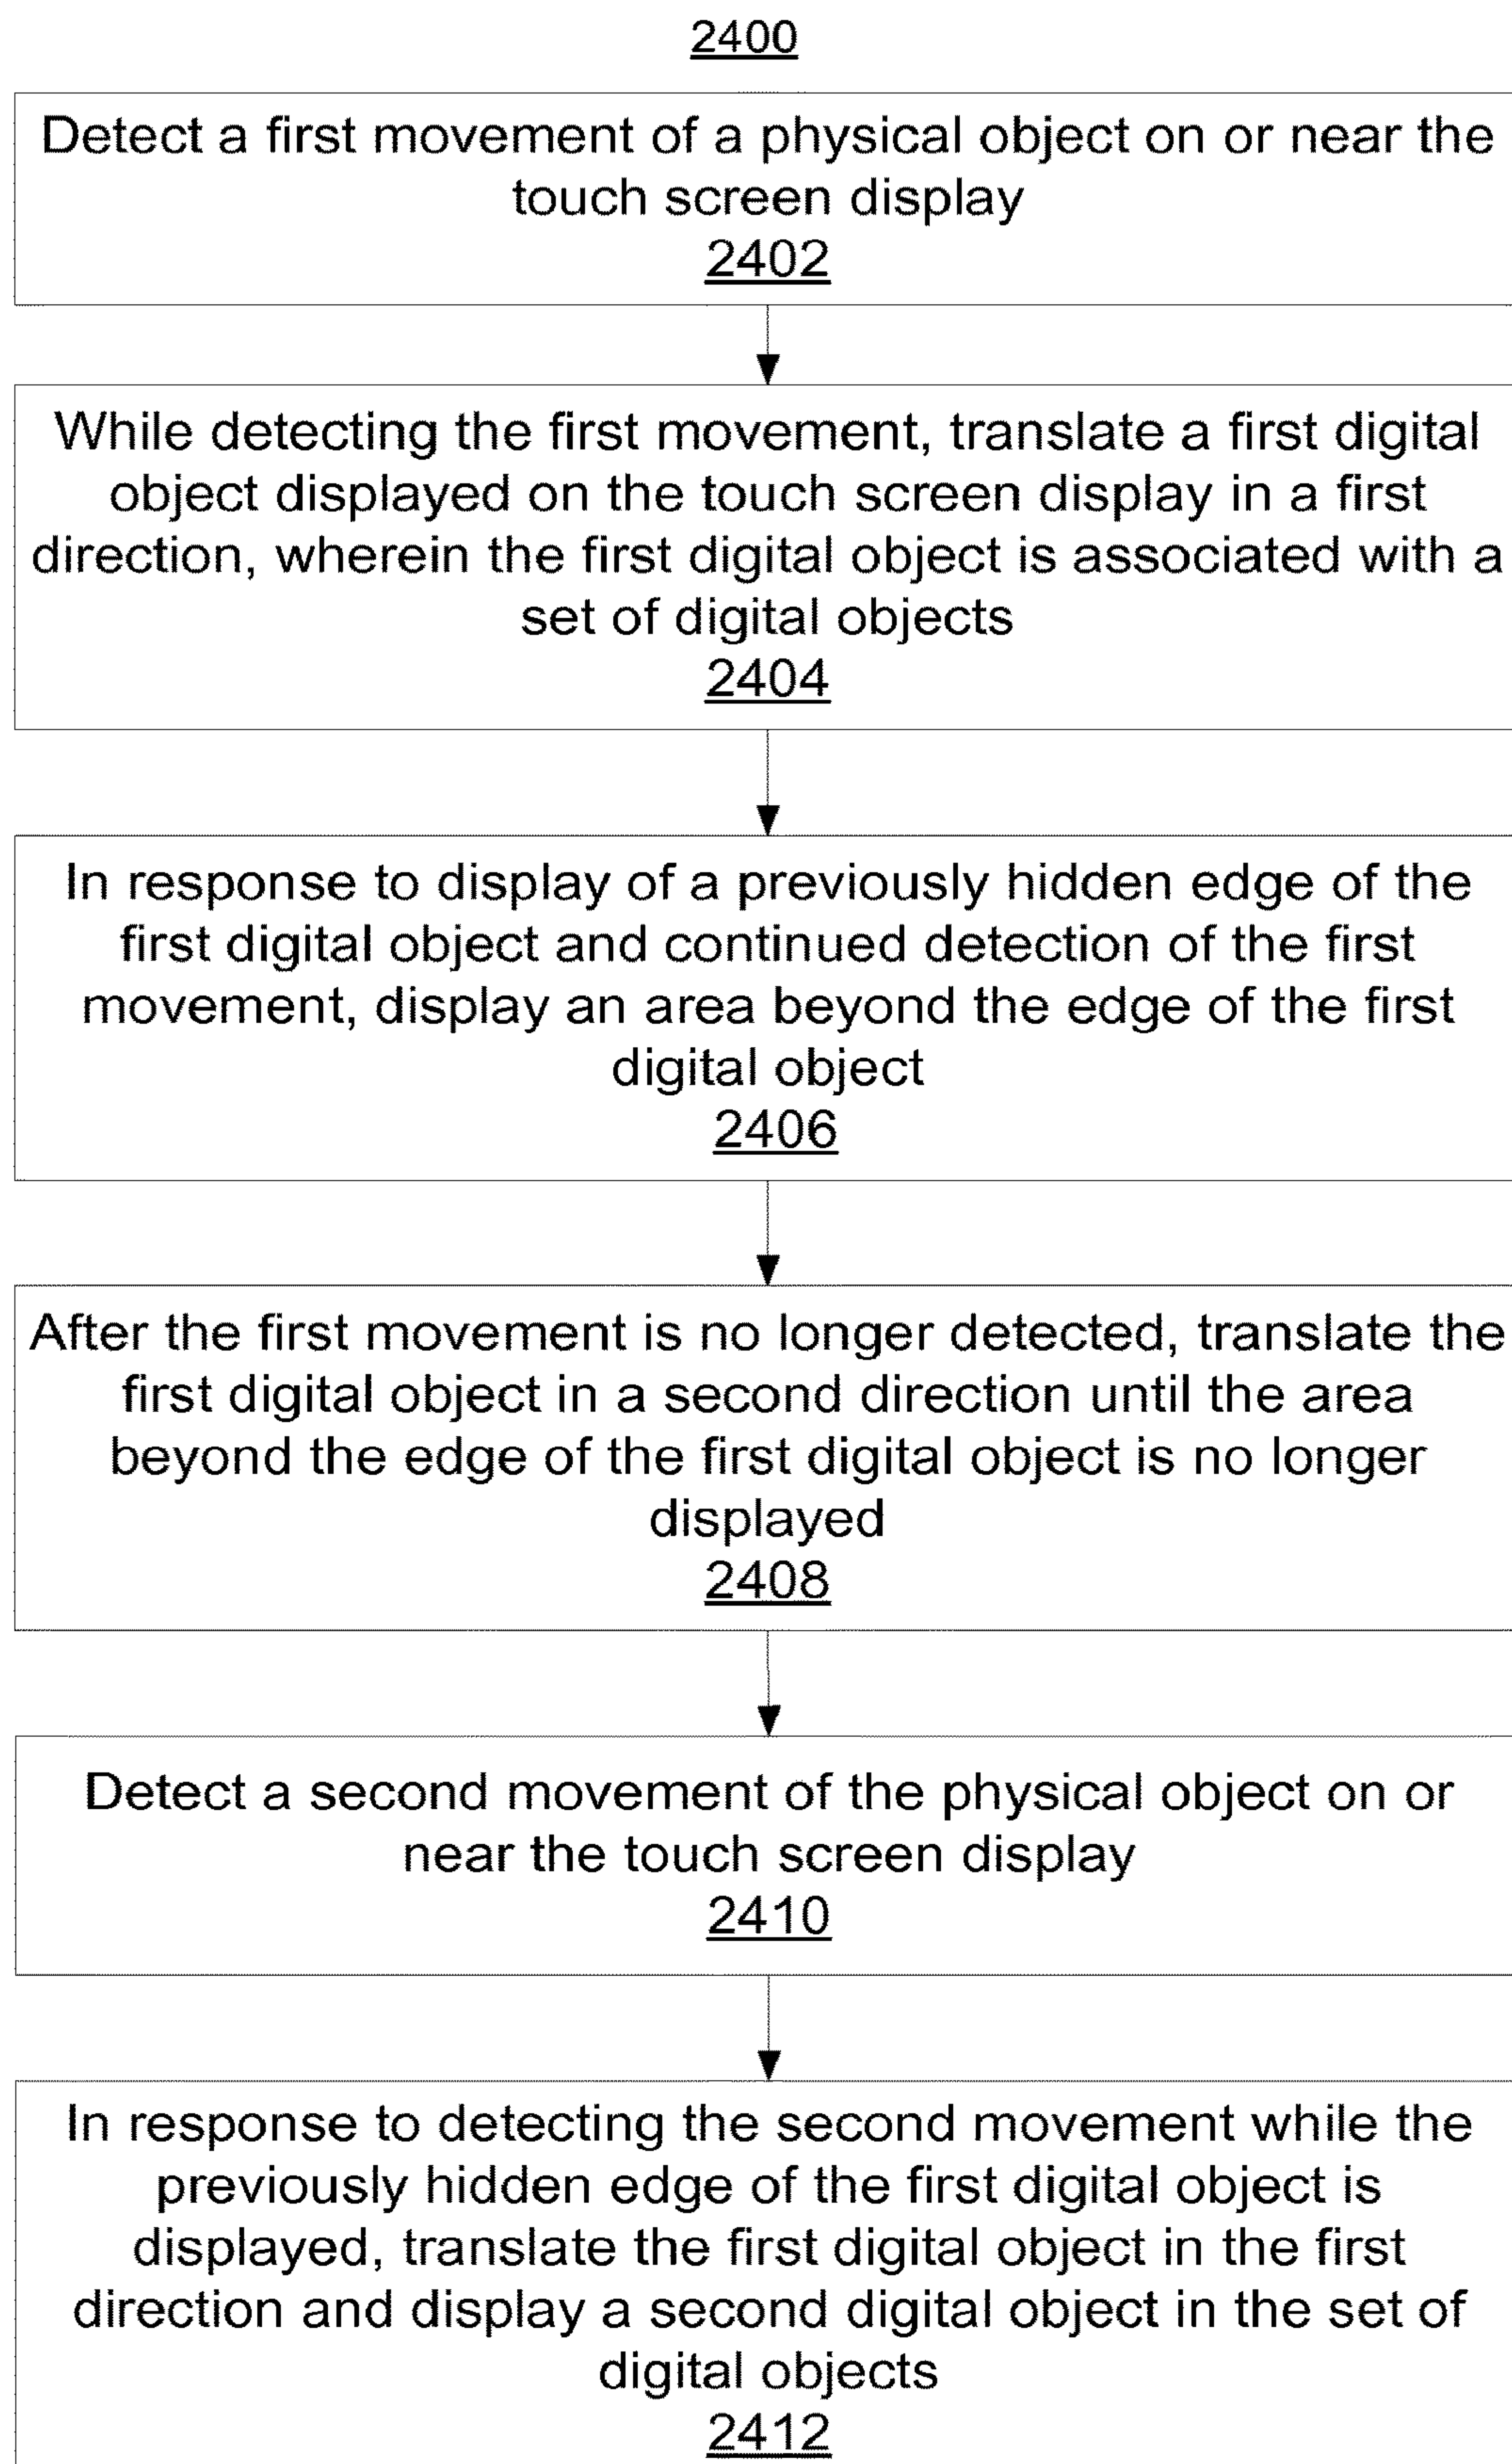 2400
Detect a first movement of a physical object on or near the
touch screen display
2402
While detecting the first movement, translate a first digital
object displayed on the touch screen display in a first
direction, wherein the first digital object is associated with a
set of digital objects
2404
In response to display of a previously hidden edge of the
first digital object and continued detection of the first
movement, display an area beyond the edge of the first
digital object
2406
After the first movement is no longer detected, translate the
first digital object in a second direction until the area
beyond the edge of the first digital object is no longer
displayed
2408
Detect a second movement of the physical object on or
near the touch screen display
2410
In response to detecting the second movement while the
previously hidden edge of the first digital object is
displayed, translate the first digital object in the first
direction and display a second digital object in the set of
digital objects
2412